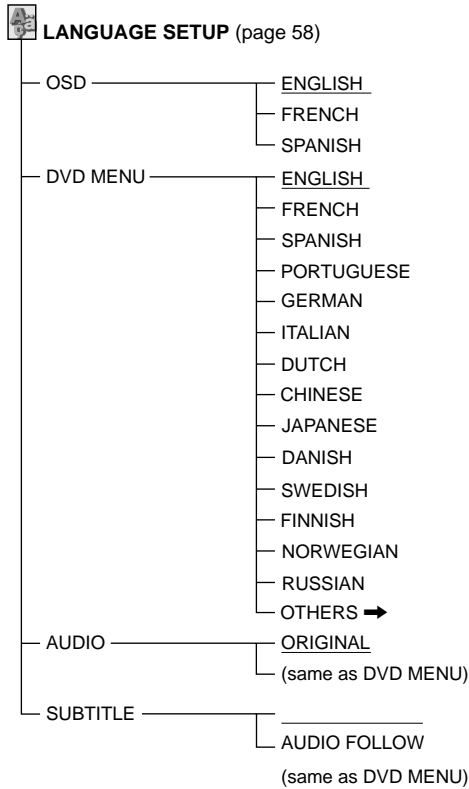 LANGUAGE SETUP (page 58)
OSD
ENGLISH
FRENCH
SPANISH
DVD MENU
ENGLISH
FRENCH
SPANISH
PORTUGUESE
GERMAN
ITALIAN
DUTCH
CHINESE
JAPANESE
DANISH
SWEDISH
FINNISH
NORWEGIAN
RUSSIAN
OTHERS ➡
AUDIO
ORIGINAL
(same as DVD MENU)
SUBTITLE
AUDIO FOLLOW
(same as DVD MENU)